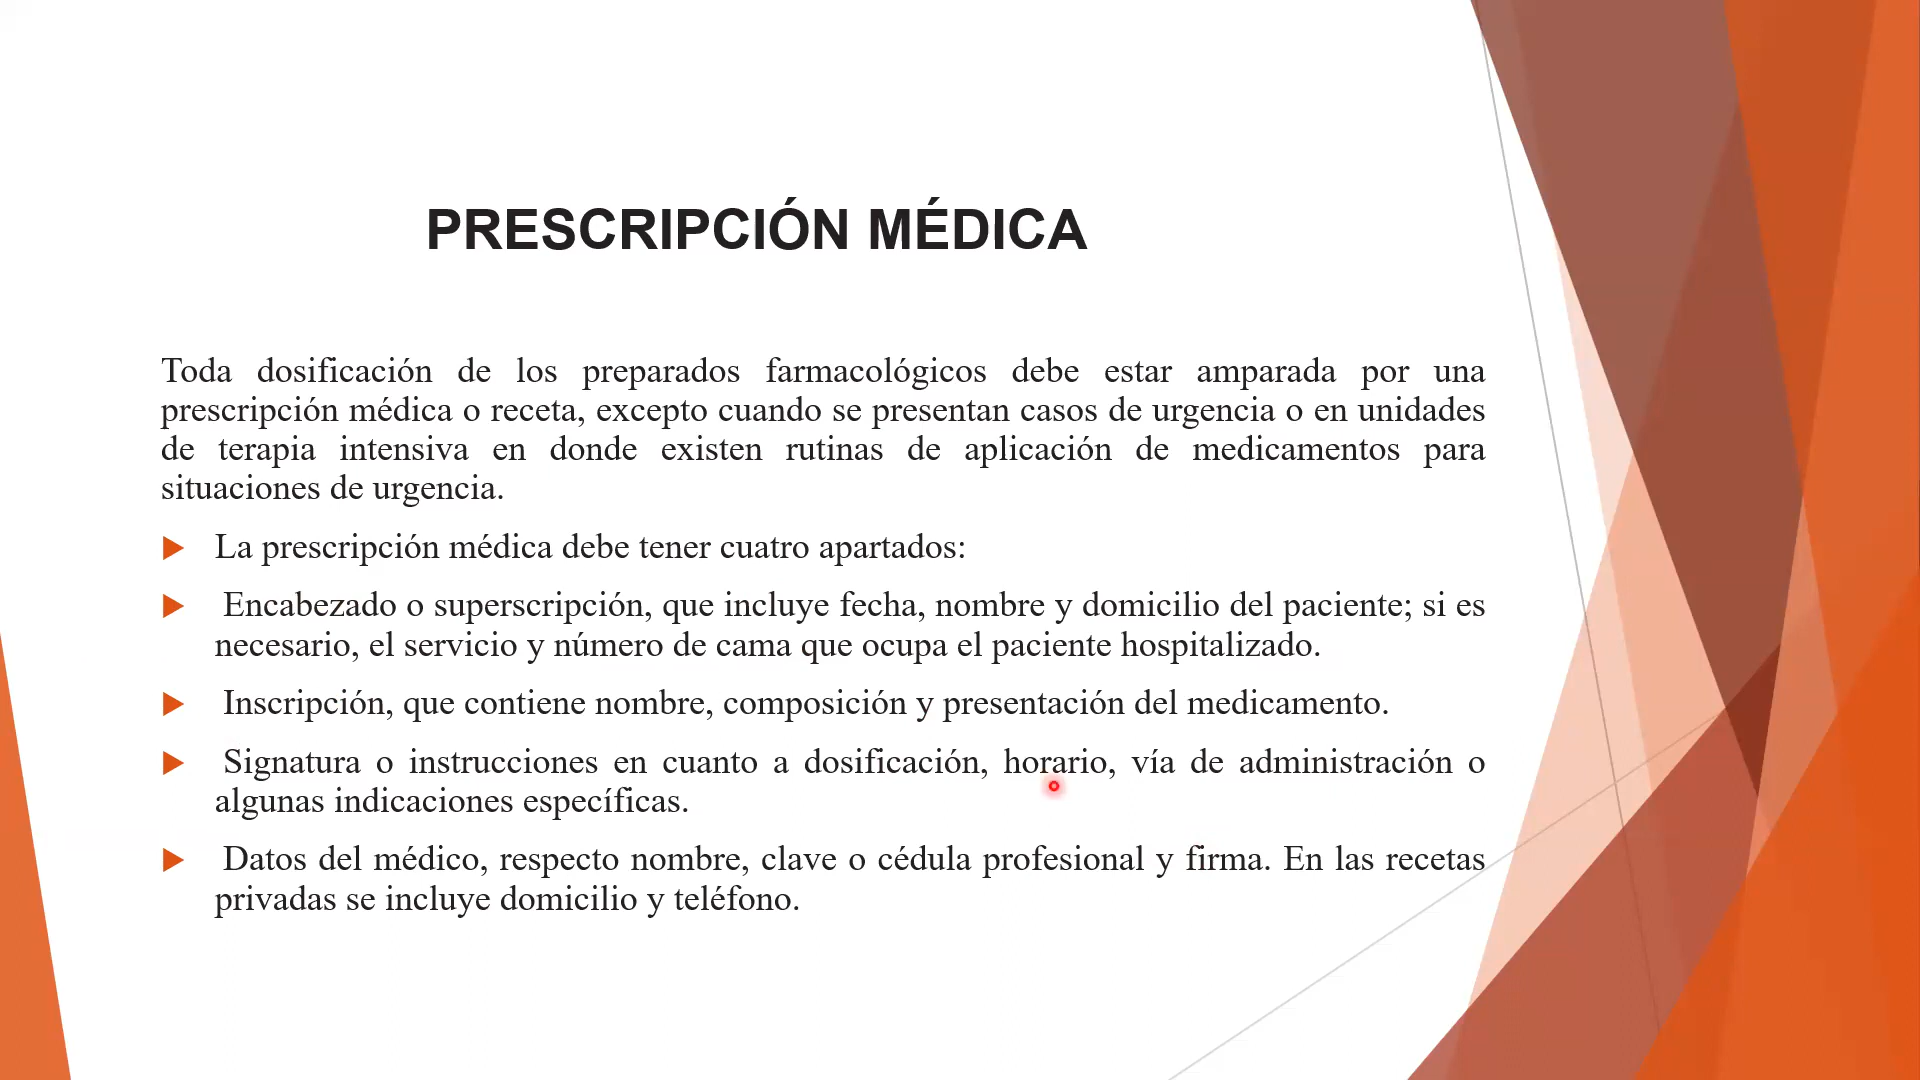 PRESCRIPCIÓN MÉDICA
Toda dosificación de los preparados farmacológicos debe estar amparada por una
prescripción médica o receta, excepto cuando se presentan casos de urgencia o en unidades
de terapia intensiva en donde existen rutinas de aplicación de medicamentos para
situaciones de urgencia.
La prescripción médica debe tener cuatro apartados:
Encabezado o superscripción, que incluye fecha, nombre y domicilio del paciente; si es
necesario, el servicio y número de cama que ocupa el paciente hospitalizado.
Inscripción, que contiene nombre, composición y presentación del medicamento.
Signatura o instrucciones en cuanto a dosificación, horario, vía de administración o
algunas indicaciones específicas.
Datos del médico, respecto nombre, clave o cédula profesional y firma. En las recetas
privadas se incluye domicilio y teléfono.